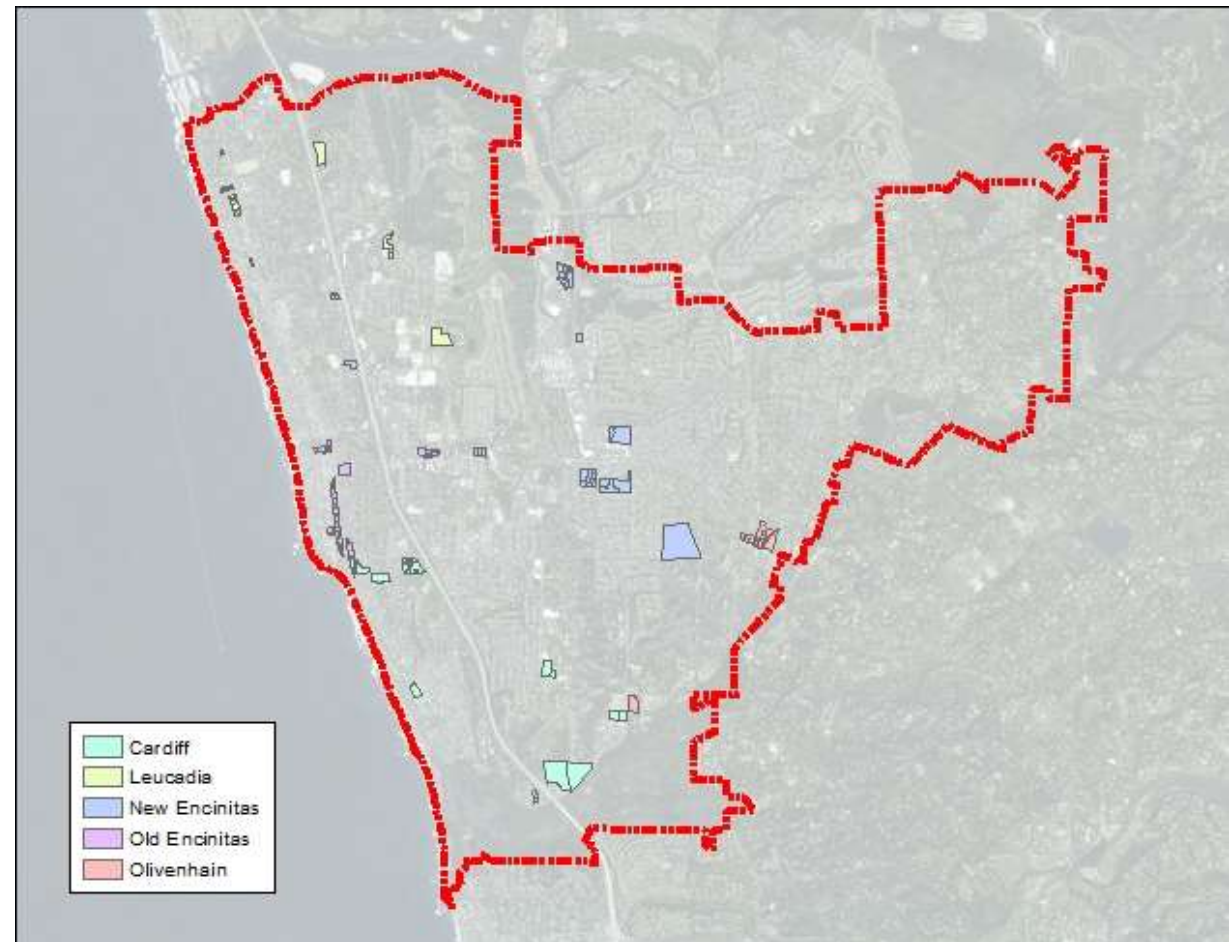 Cardiff
Leucadia
New Encinitas
Old Encinitas
Olivenhain